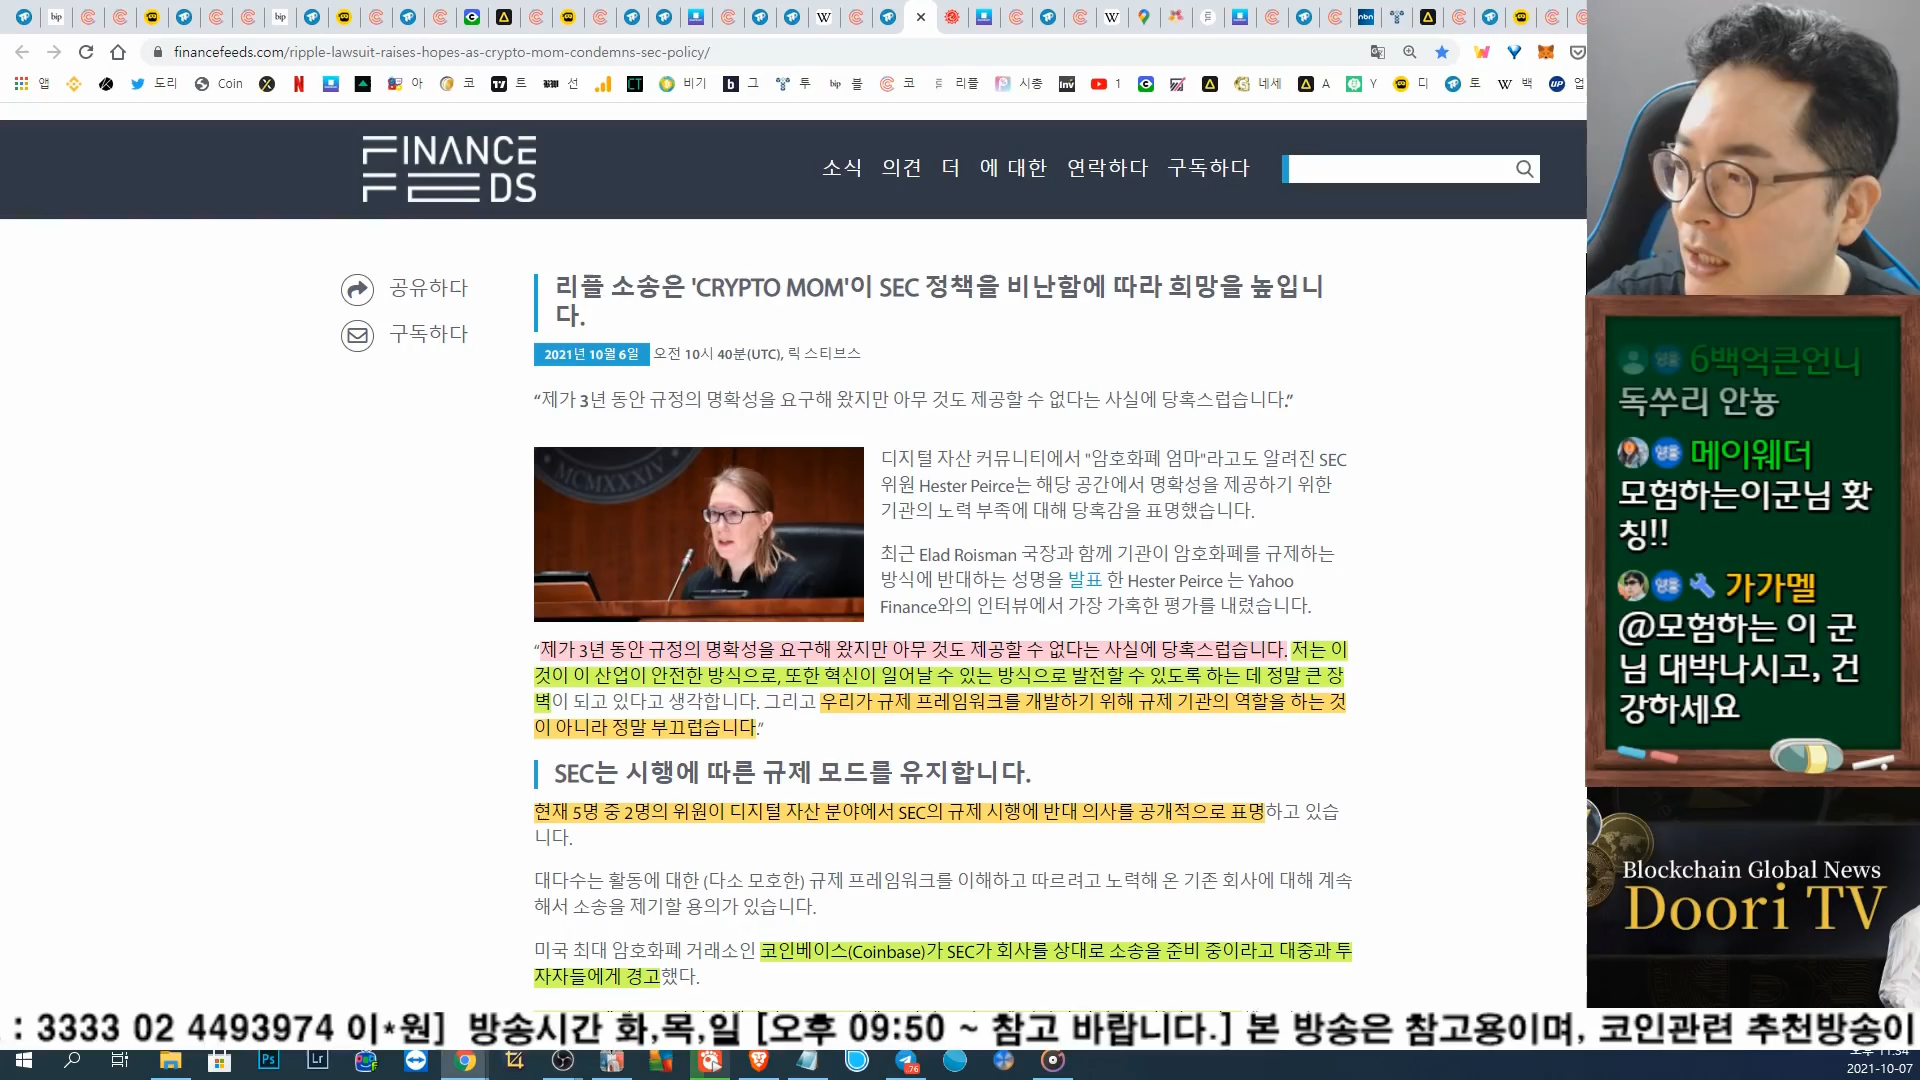 financefeeds.com/ripple-lawsuit-raises-hopes-as-crypto-mom-condemns-sec-policy/
앱 도리 Coin 아 코 트 선 비기 그 투 블 코 리플 시총 1 네세 A Y 디 토 백 업
FINANCE
FEEDS
소식 의견 더 에 대한 연락하다 구독하다
공유하다
구독하다
리플 소송은 'CRYPTO MOM'이 SEC 정책을 비난함에 따라 희망을 높입니
다.
2021년 10월 6일 오전 10시 40분(UTC), 릭 스티브스
“제가 3년 동안 규정의 명확성을 요구해 왔지만 아무 것도 제공할 수 없다는 사실에 당혹스럽습니다.”
MCMXXXIV
디지털 자산 커뮤니티에서 "암호화폐 엄마"라고도 알려진 SEC
위원 Hester Peirce는 해당 공간에서 명확성을 제공하기 위한
기관의 노력 부족에 대해 당혹감을 표명했습니다.
최근 Elad Roisman 국장과 함께 기관이 암호화폐를 규제하는
방식에 반대하는 성명을 발표 한 Hester Peirce 는 Yahoo
Finance와의 인터뷰에서 가장 가혹한 평가를 내렸습니다.
“제가 3년 동안 규정의 명확성을 요구해 왔지만 아무 것도 제공할 수 없다는 사실에 당혹스럽습니다. 저는 이
것이 이 산업이 안전한 방식으로, 또한 혁신이 일어날 수 있는 방식으로 발전할 수 있도록 하는 데 정말 큰 장
벽이 되고 있다고 생각합니다. 그리고 우리가 규제 프레임워크를 개발하기 위해 규제 기관의 역할을 하는 것
이 아니라 정말 부끄럽습니다.”
SEC는 시행에 따른 규제 모드를 유지합니다.
현재 5명 중 2명의 위원이 디지털 자산 분야에서 SEC의 규제 시행에 반대 의사를 공개적으로 표명하고 있습
니다.
대다수는 활동에 대한 (다소 모호한) 규제 프레임워크를 이해하고 따르려고 노력해 온 기존 회사에 대해 계속
해서 소송을 제기할 용의가 있습니다.
미국 최대 암호화폐 거래소인 코인베이스(Coinbase)가 SEC가 회사를 상대로 소송을 준비 중이라고 대중과 투
자자들에게 경고했다.
6백억큰언니
독쑤리 안뇽
메이웨더
모험하는이군님 홧
칭!!
가가멜
@모험하는 이 군
님 대박나시고, 건
강하세요
Blockchain Global News
Doori TV
: 3333 02 4493974 이*원] 방송시간 화,목,일 [오후 09:50 ~ 참고 바랍니다.] 본 방송은 참고용이며, 코인관련 추천방송이
Ps Lr 76
오후 11:34
2021-10-07